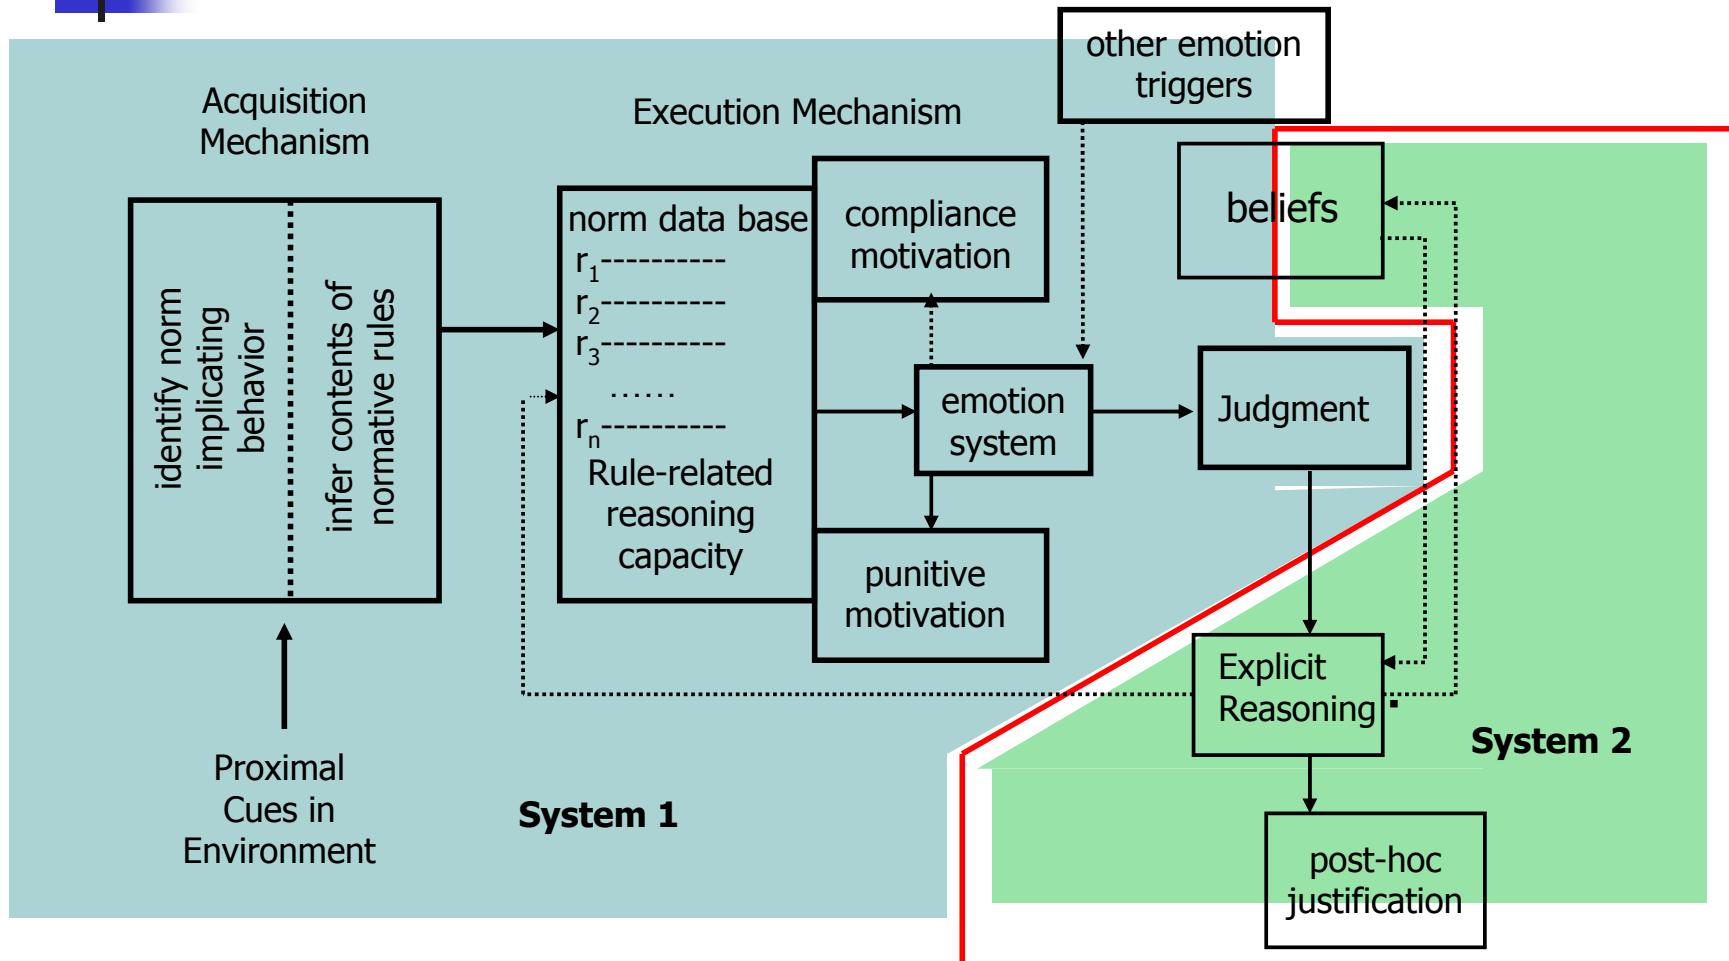 other emotion
triggers
Acquisition
Mechanism
Execution Mechanism
identify norm
implicating
behavior
infer contents of
normative rules
norm data base
r1----------
r2----------
r3----------
......
rn----------
Rule-related
reasoning
capacity
compliance
motivation
beliefs
emotion
system
Judgment
punitive
motivation
Explicit
Reasoning
System 2
Proximal
Cues in
Environment
System 1
post-hoc
justification